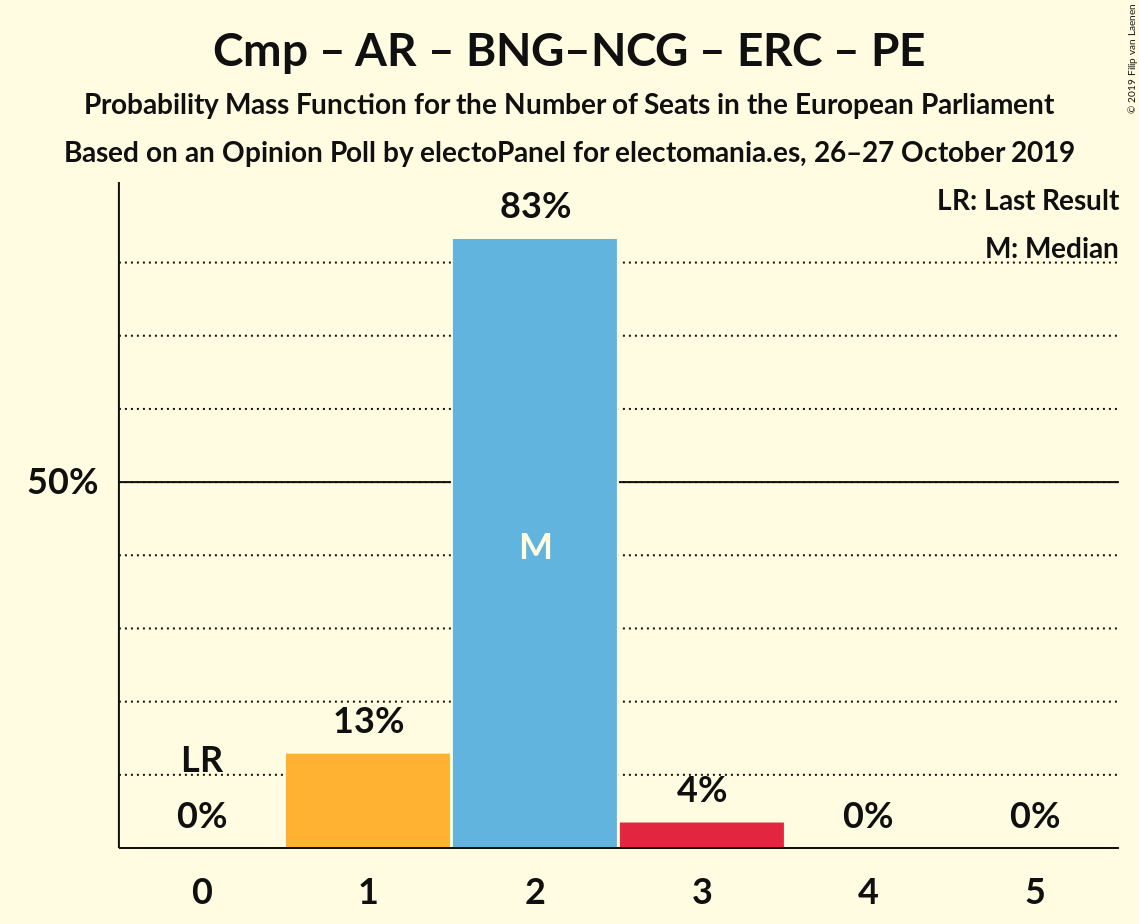 Cmp – AR – BNG–NCG – ERC – PE
Probability Mass Function for the Number of Seats in the European Parliament
Based on an Opinion Poll by electoPanel for electomania.es, 26–27 October 2019
© 2019 Filip van Laenen
LR: Last Result
M: Median
83%
50%
M
13%
LR
4%
0%
0%
0%
0
1
2
3
4
5